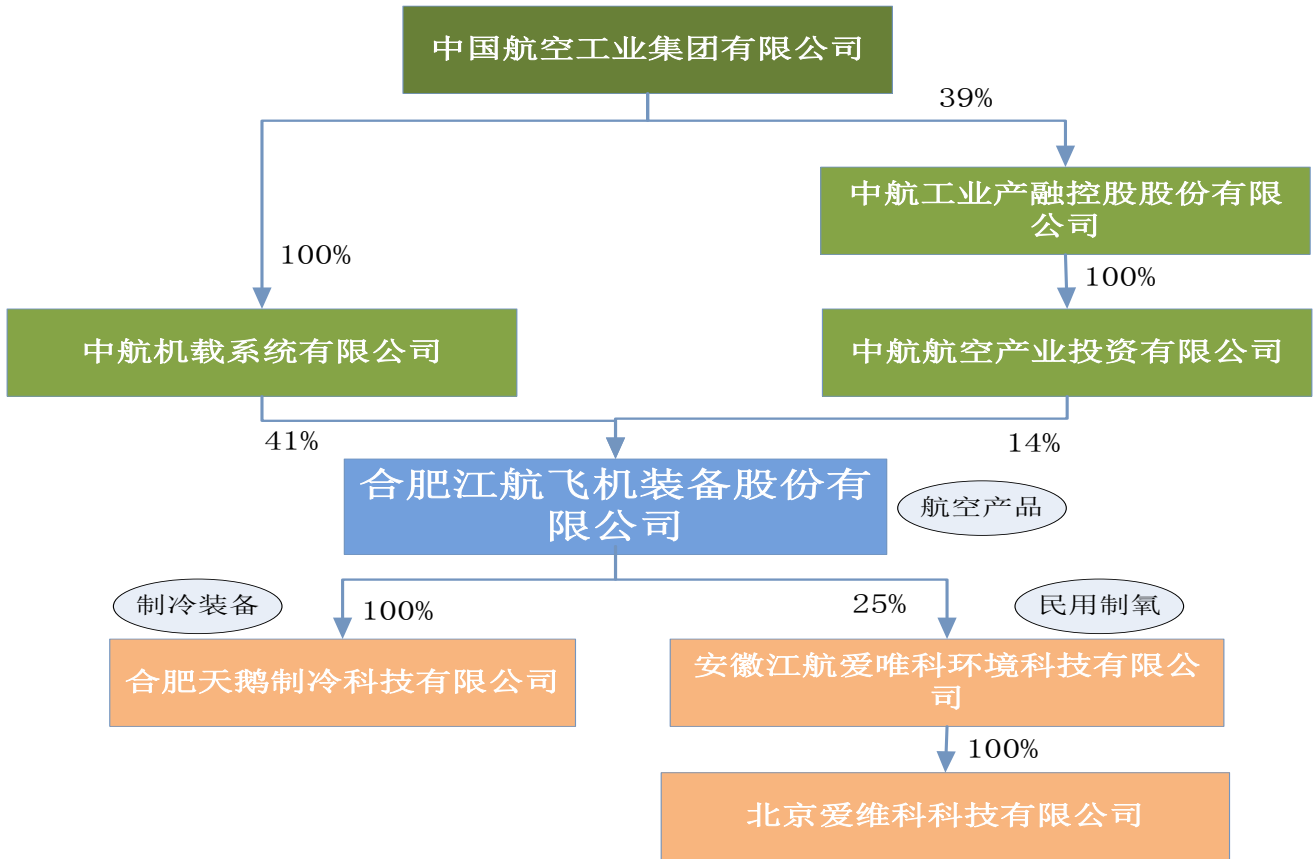 中国航空工业集团有限公司
39%
中航工业产融控股股份有限
公司
100%
100%
中航机载系统有限公司
中航航空产业投资有限公司
41%
14%
合肥江航飞机装备股份有
限公司
航空产品
制冷装备
100%
25%
民用制氧
合肥天鹅制冷科技有限公司
安徽江航爱唯科环境科技有限公
司
100%
北京爱维科科技有限公司